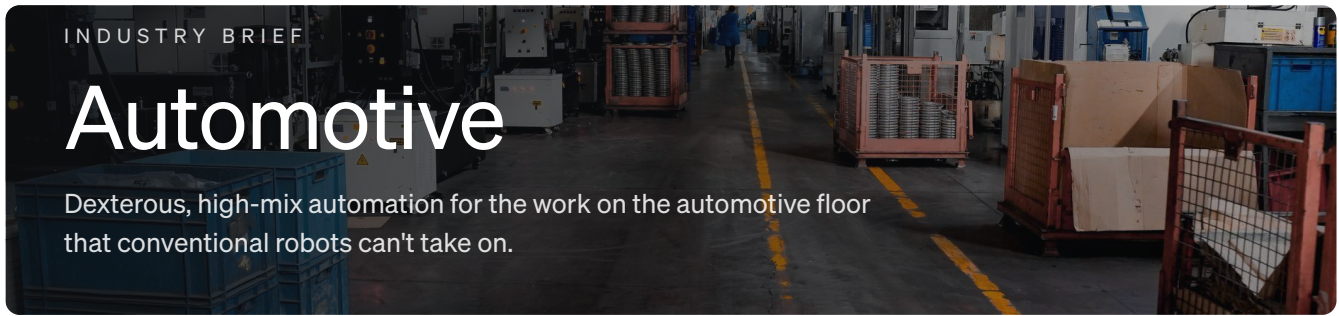 INDUSTRY BRIEF
Automotive
Dexterous, high-mix automation for the work on the automotive floor
that conventional robots can't take on.